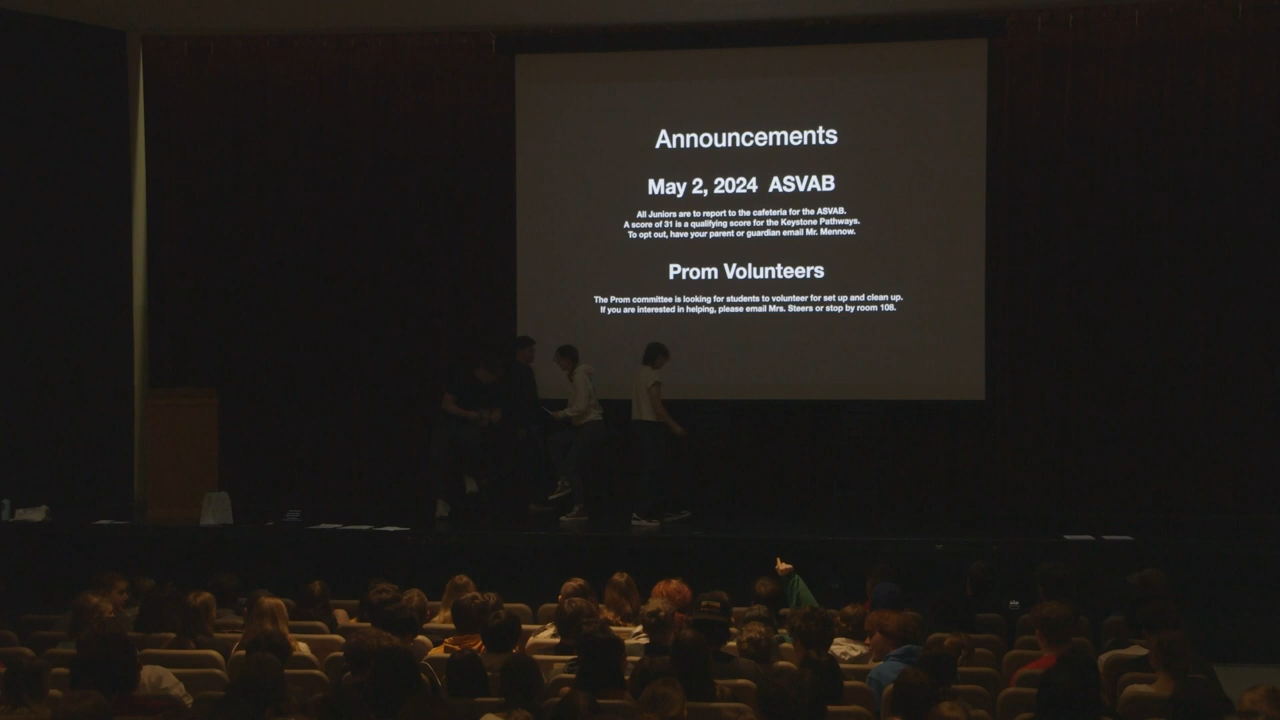 Announcements
May 2, 2024 ASVAB
All Juniors are to report to the cafeteria for the ASVAB.
A score of 31 is a qualifying score for the Keystone Pathways.
To opt out, have your parent or guardian email Mr. Mennow.
Prom Volunteers
The Prom committee is looking for students to volunteer for set up and clean up.
If you are interested in helping, please email Mrs. Steers or stop by room 108.